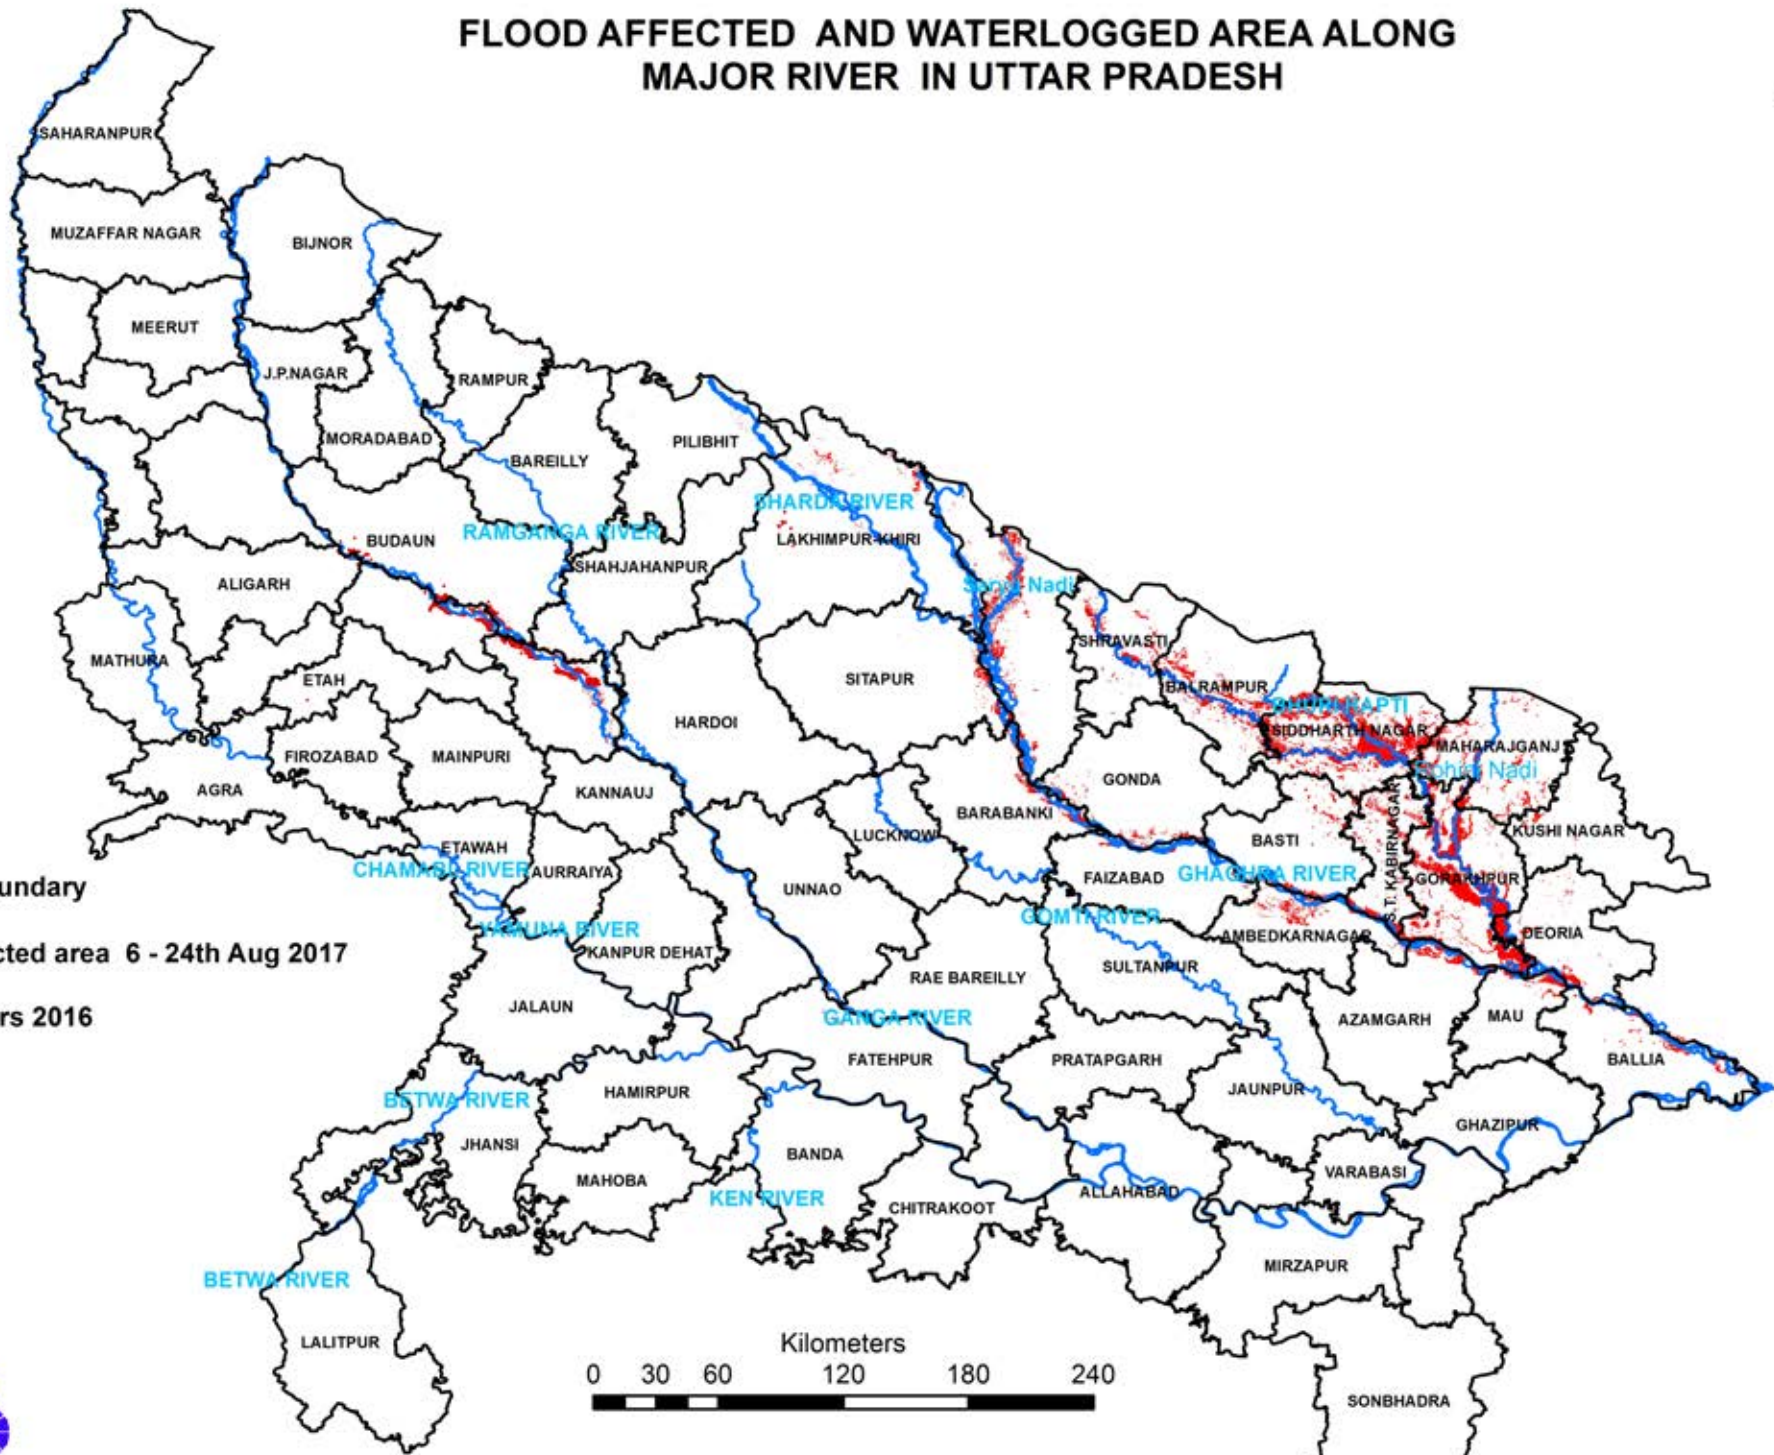 FLOOD AFFECTED AND WATERLOGGED AREA ALONG
MAJOR RIVER IN UTTAR PRADESH
SAHARANPUR
MUZAFFAR NAGAR
BIJNOR
MEERUT
J.P.NAGAR
RAMPUR
MORADABAD
PILIBHIT
BAREILLY
SHARDA RIVER
RAMGANGA RIVER
BUDAUN
LAKHIMPUR-KHIRI
SHAHJAHANPUR
ALIGARH
Nadi
SHRAVASTI
MATHURA
ETAH
SITAPUR
BALRAMPUR
HARDOI
SIDDHARTH NAGAR
MAHARAJGANJ
FIROZABAD
MAINPURI
Nadi
GONDA
AGRA
KANNAUJ
BARABANKI
LUCKNOW
BASTI
KUSHI NAGAR
ETAWAH
CHAMABL RIVER
AURRAIYA
S.T. KABIRNAGAR
UNNAO
FAIZABAD
GHAGHRA RIVER
GORAKHPUR
undary
GOMTI RIVER
YAMUNA RIVER
AMBEDKARNAGAR
DEORIA
cted area 6 - 24th Aug 2017
KANPUR DEHAT
SULTANPUR
RAE BAREILLY
JALAUN
rs 2016
GANGA RIVER
AZAMGARH
MAU
FATEHPUR
PRATAPGARH
BALLIA
HAMIRPUR
JAUNPUR
BETWA RIVER
GHAZIPUR
JHANSI
BANDA
VARABASI
MAHOBA
KEN RIVER
ALLAHABAD
CHITRAKOOT
MIRZAPUR
BETWA RIVER
LALITPUR
Kilometers
0 30 60 120 180 240
SONBHADRA